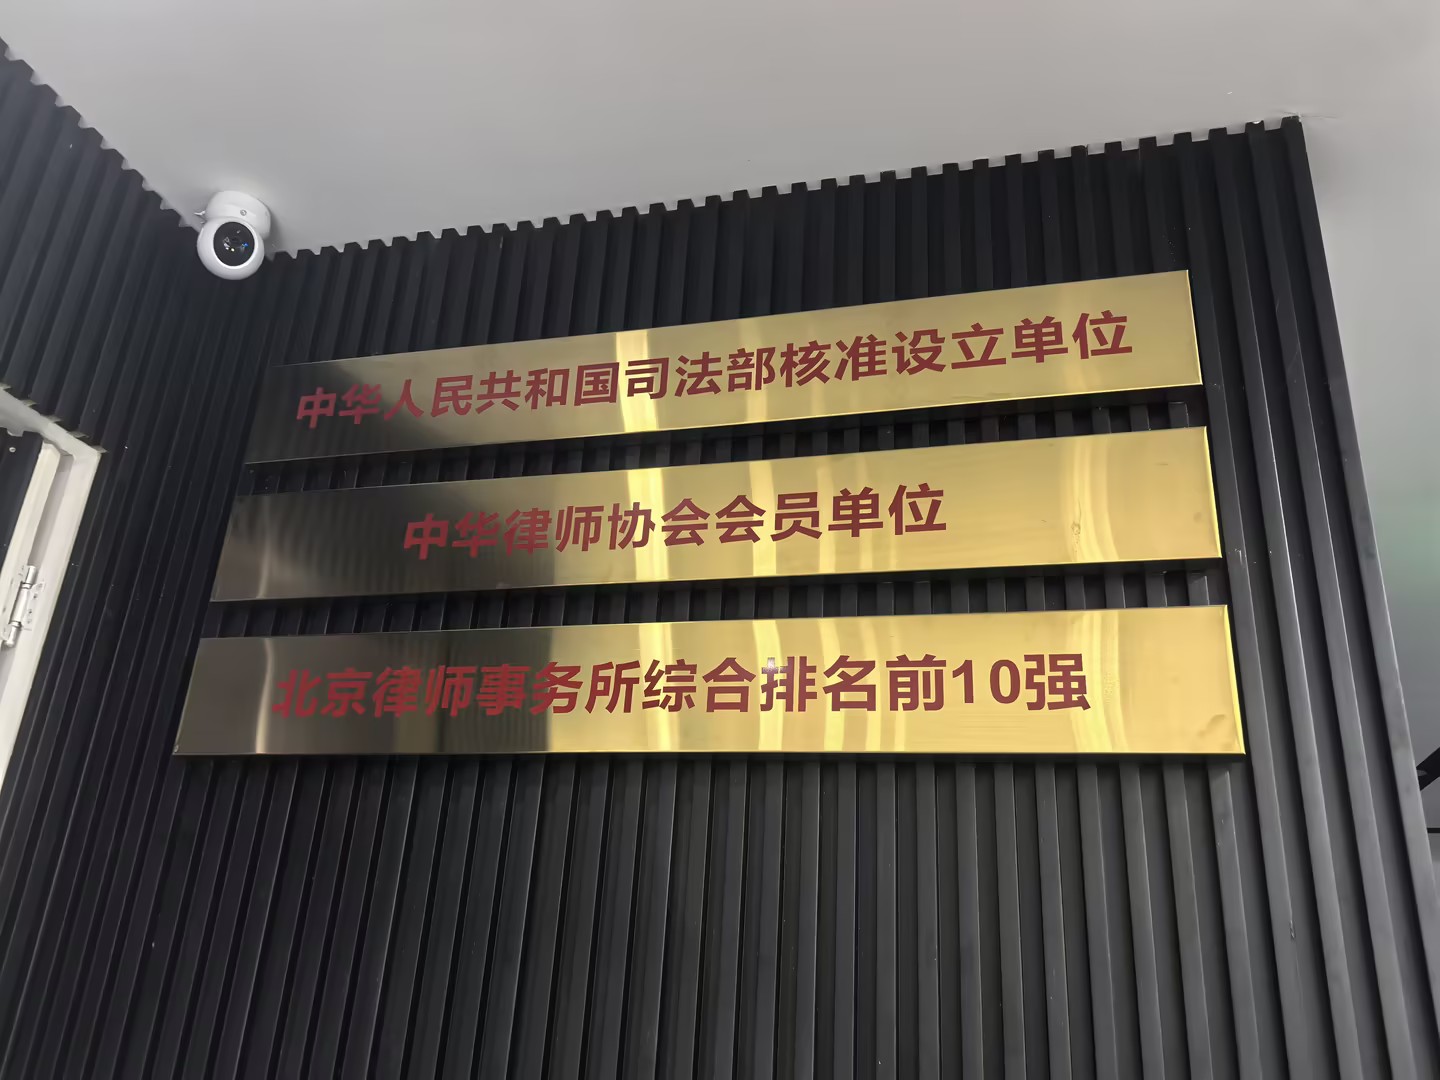 中华人民共和国司法部核准设立单位
中华律师协会会员单位
北京律师事务所综合排名前10强